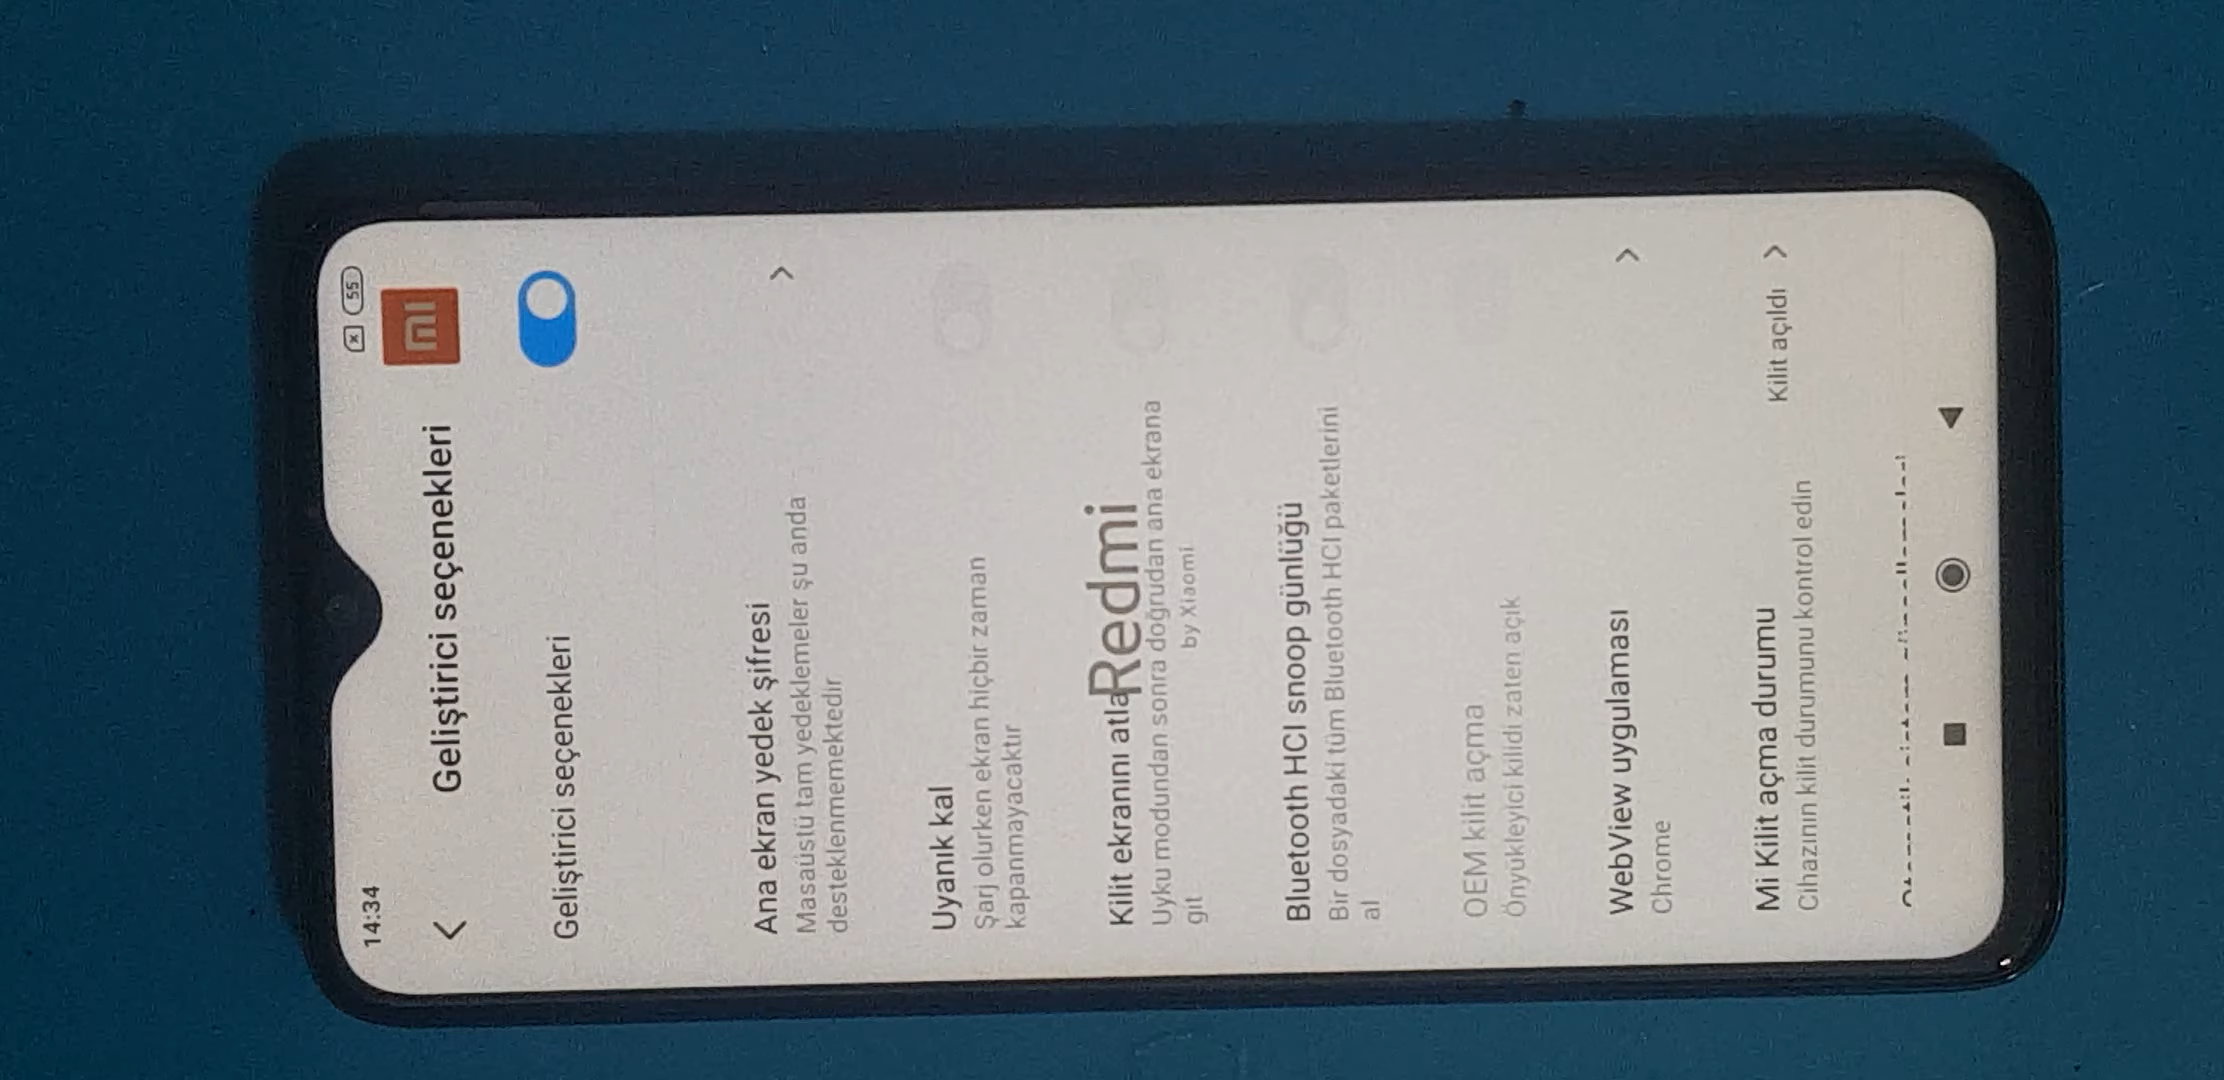 14:34
55
Geliştirici seçenekleri
mi
Geliştirici seçenekleri
Ana ekran yedek şifresi
Masaüstü tam yedeklemeler şu anda
desteklenmemektedir
Uyanık kal
Şarj olurken ekran hiçbir zaman
kapanmayacaktır
Kilit ekranını atla
Redmi
Uyku modundan sonra doğrudan ana ekrana
git
by Xiaomi
Bluetooth HCI snoop günlüğü
Bir dosyadaki tüm Bluetooth HCI paketlerini
al
OEM kilit açma
Önyükleyici kilidi zaten açık
WebView uygulaması
Chrome
Mi Kilit açma durumu
Cihazının kilit durumunu kontrol edin
Kilit açıldı